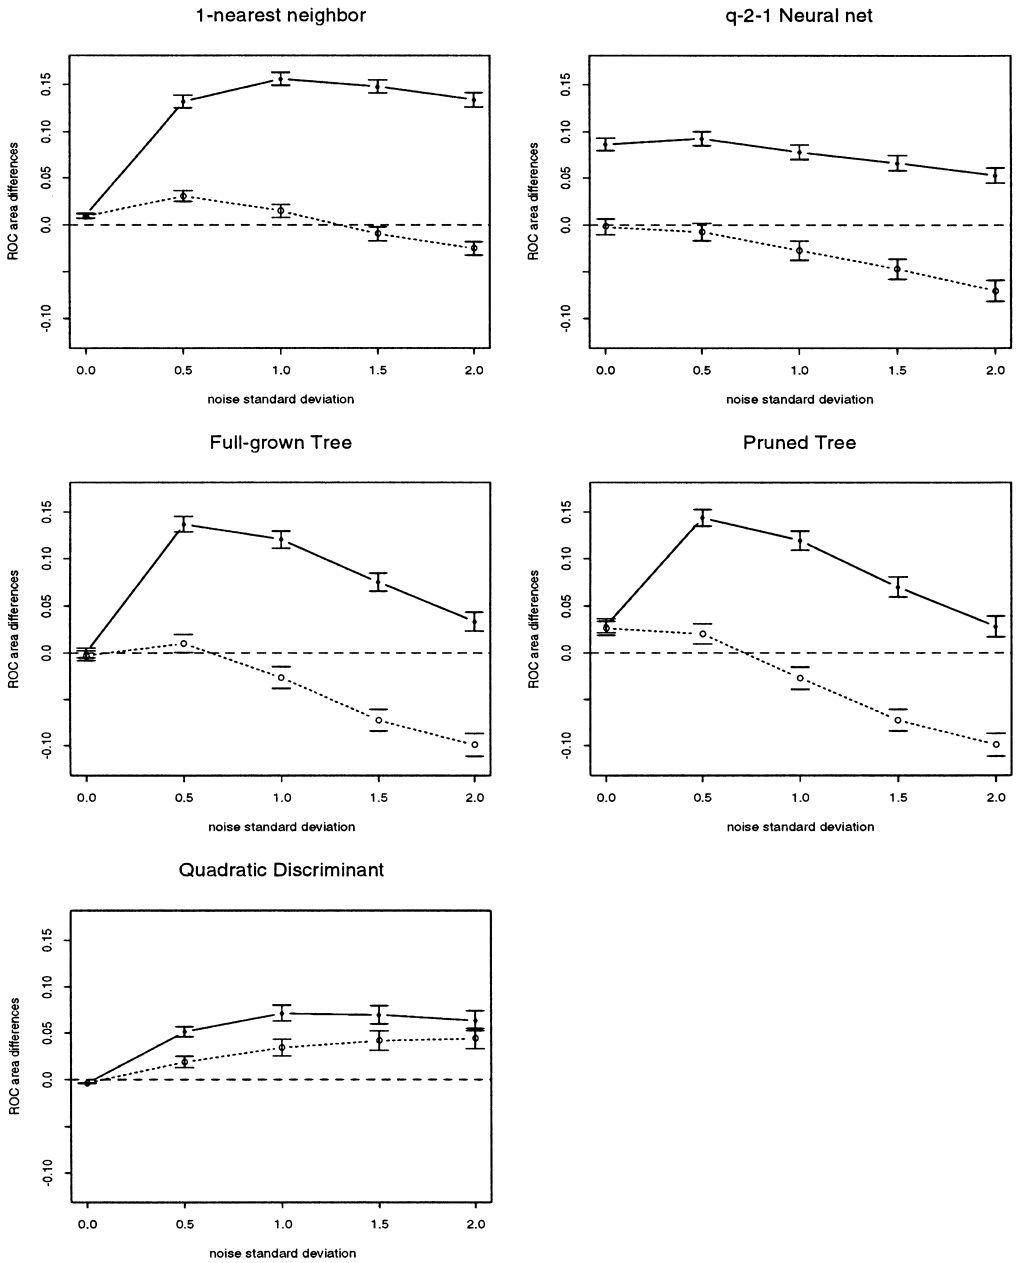 1-nearest neighbor
ROC area differences
0.15
0.10
0.05
0.0
-0.10
0.0 0.5 1.0 1.5 2.0
noise standard deviation
q-2-1 Neural net
ROC area differences
0.15
0.10
0.05
0.0
-0.10
0.0 0.5 1.0 1.5 2.0
noise standard deviation
Full-grown Tree
ROC area differences
0.15
0.10
0.05
0.0
-0.10
0.0 0.5 1.0 1.5 2.0
noise standard deviation
Pruned Tree
ROC area differences
0.15
0.10
0.05
0.0
-0.10
0.0 0.5 1.0 1.5 2.0
noise standard deviation
Quadratic Discriminant
ROC area differences
0.15
0.10
0.05
0.0
-0.10
0.0 0.5 1.0 1.5 2.0
noise standard deviation